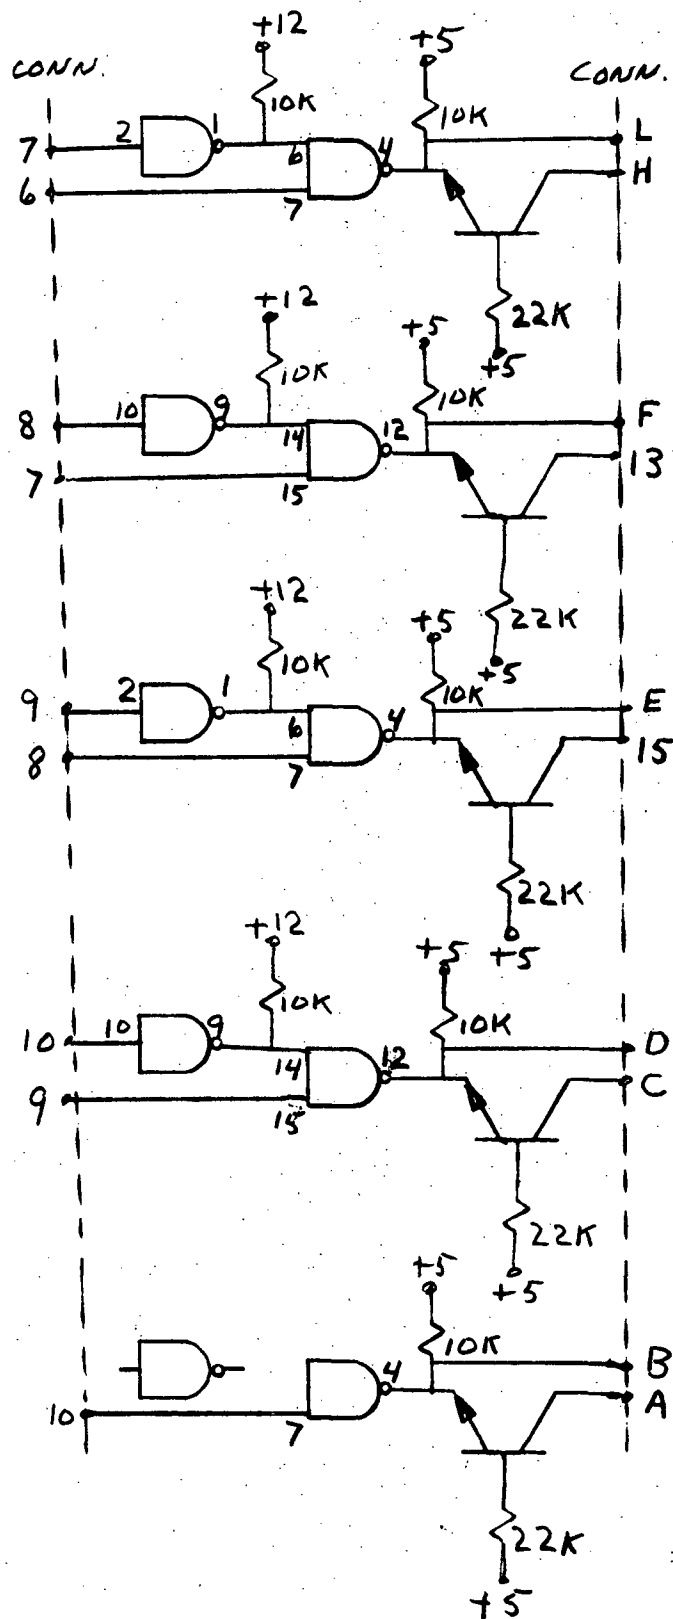 +12
+5
CONN. CONN.
10K 10K
7 2 1 6 4 L
6 7 H
22K
+5
+12
+5
10K 10K
8 10 9 14 12 F
7 15 13
22K
+5
+12
+5
10K 10K
9 2 1 6 4 E
8 7 15
22K
+5
+12
+5
10K 10K
10 10 9 14 12 D
9 15 C
22K
+5
+5
10K
4 B
10 7 A
22K
+5